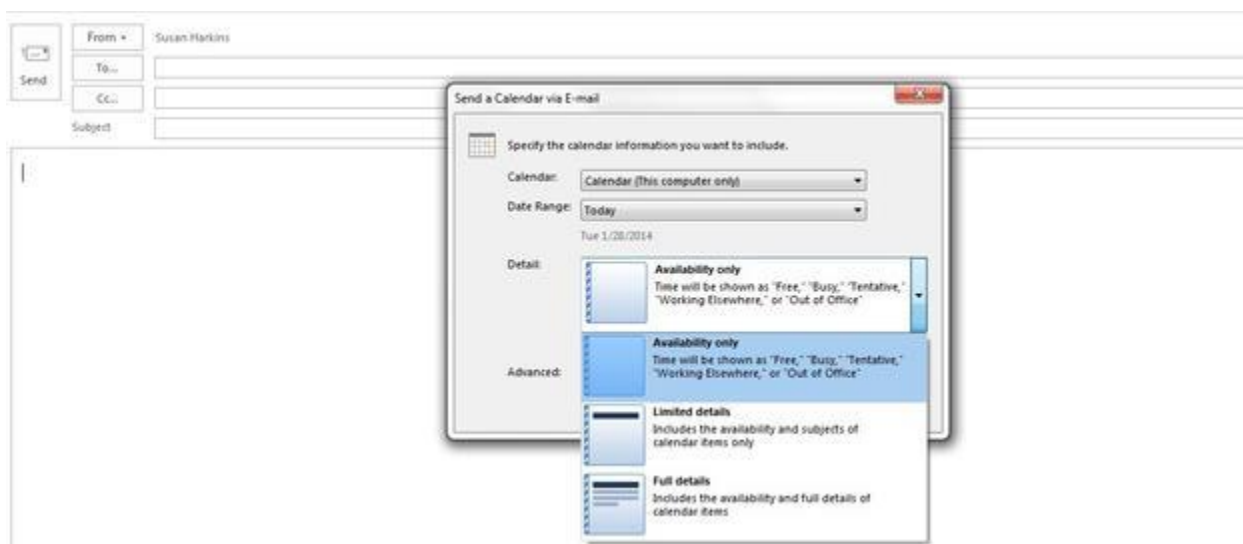 From
Susan Harkins
Send
To...
Cc...
Subject
Send a Calendar via E-mail
Specify the calendar information you want to include.
Calendar: Calendar (This computer only)
Date Range: Today
Tue 1/28/2014
Detail:
Availability only
Time will be shown as "Free," "Busy," "Tentative,"
"Working Elsewhere," or "Out of Office"
Availability only
Time will be shown as "Free," "Busy," "Tentative,"
"Working Elsewhere," or "Out of Office"
Advanced:
Limited details
Includes the availability and subjects of
calendar items only
Full details
Includes the availability and full details of
calendar items